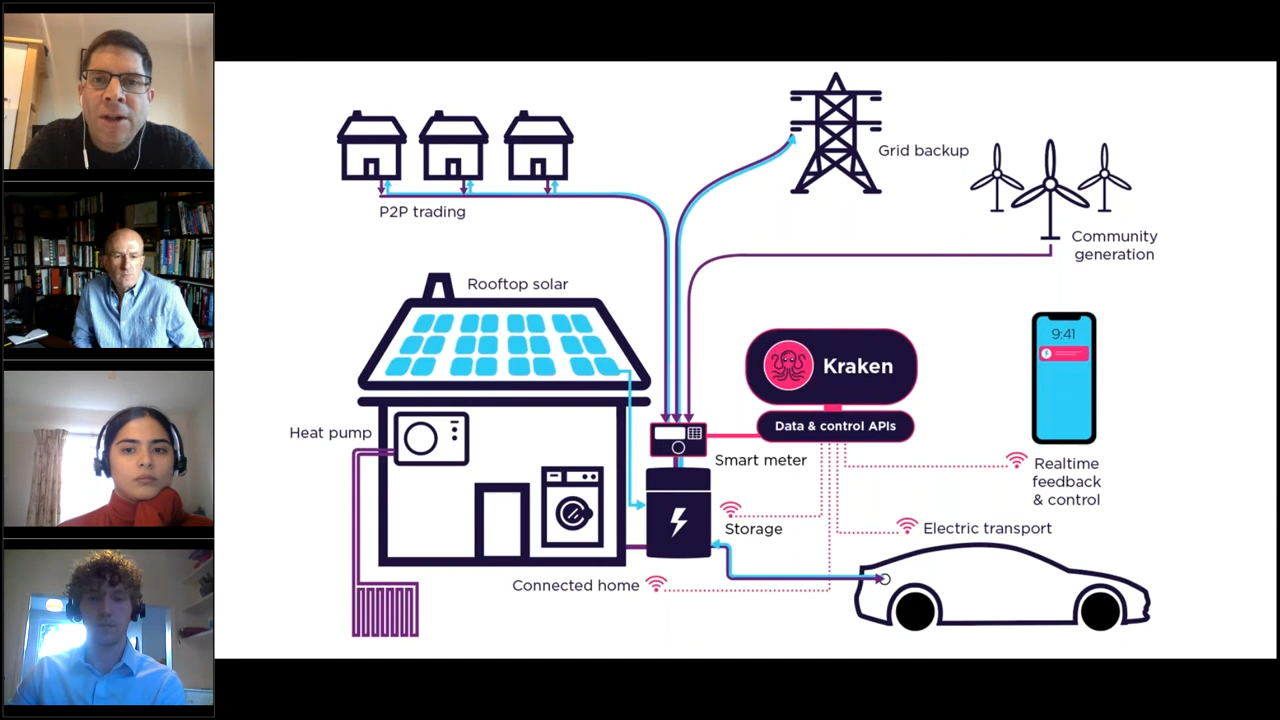 P2P trading
Grid backup
Community
generation
Rooftop solar
9:41
Kraken
Data & control APIs
Heat pump
Smart meter
Realtime
feedback
& control
Storage
Electric transport
Connected home